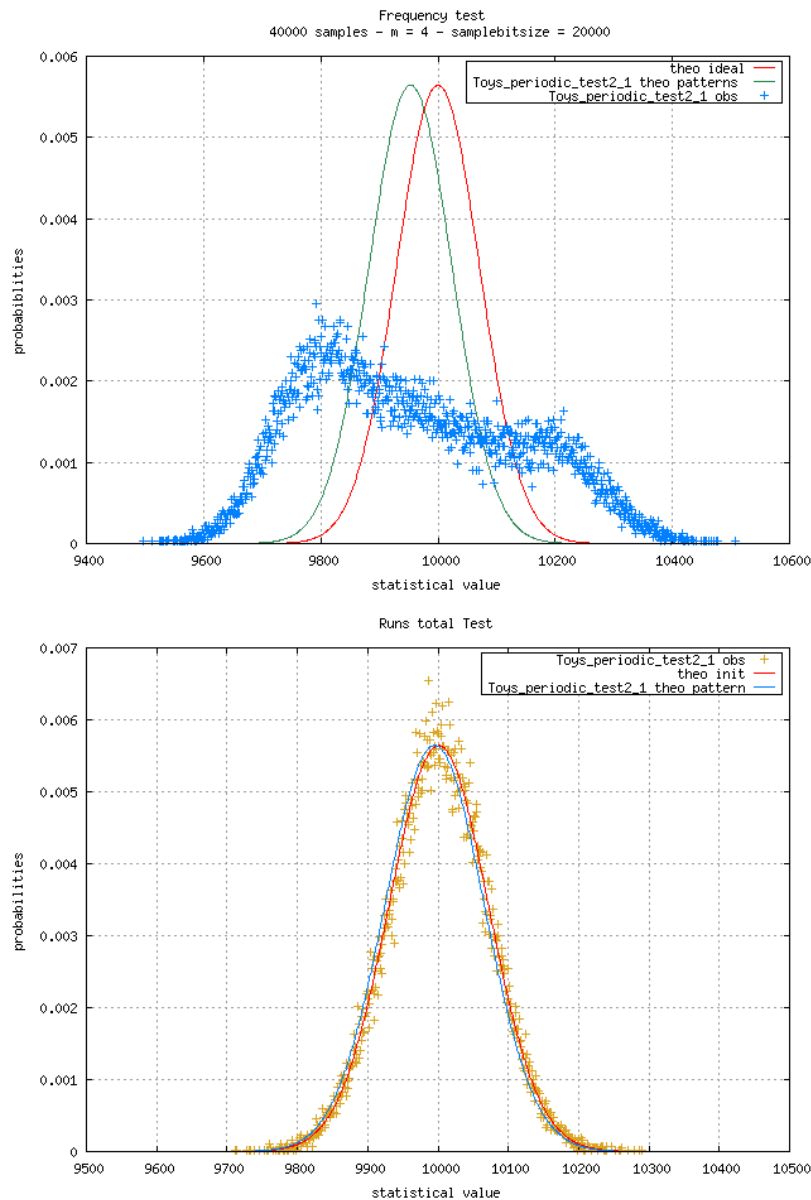 Frequency test
40000 samples - m = 4 - samplebitsize = 20000
0.006
theo ideal
Toys_periodic_test2_1 theo patterns
Toys_periodic_test2_1 obs
0.005
0.004
probabiblities
0.003
0.002
0.001
0
9400 9600 9800 10000 10200 10400 10600
statistical value
Runs total Test
0.007
Toys_periodic_test2_1 obs
theo init
Toys_periodic_test2_1 theo pattern
0.006
0.005
0.004
probabilities
0.003
0.002
0.001
0
9500 9600 9700 9800 9900 10000 10100 10200 10300 10400 10500
statistical value